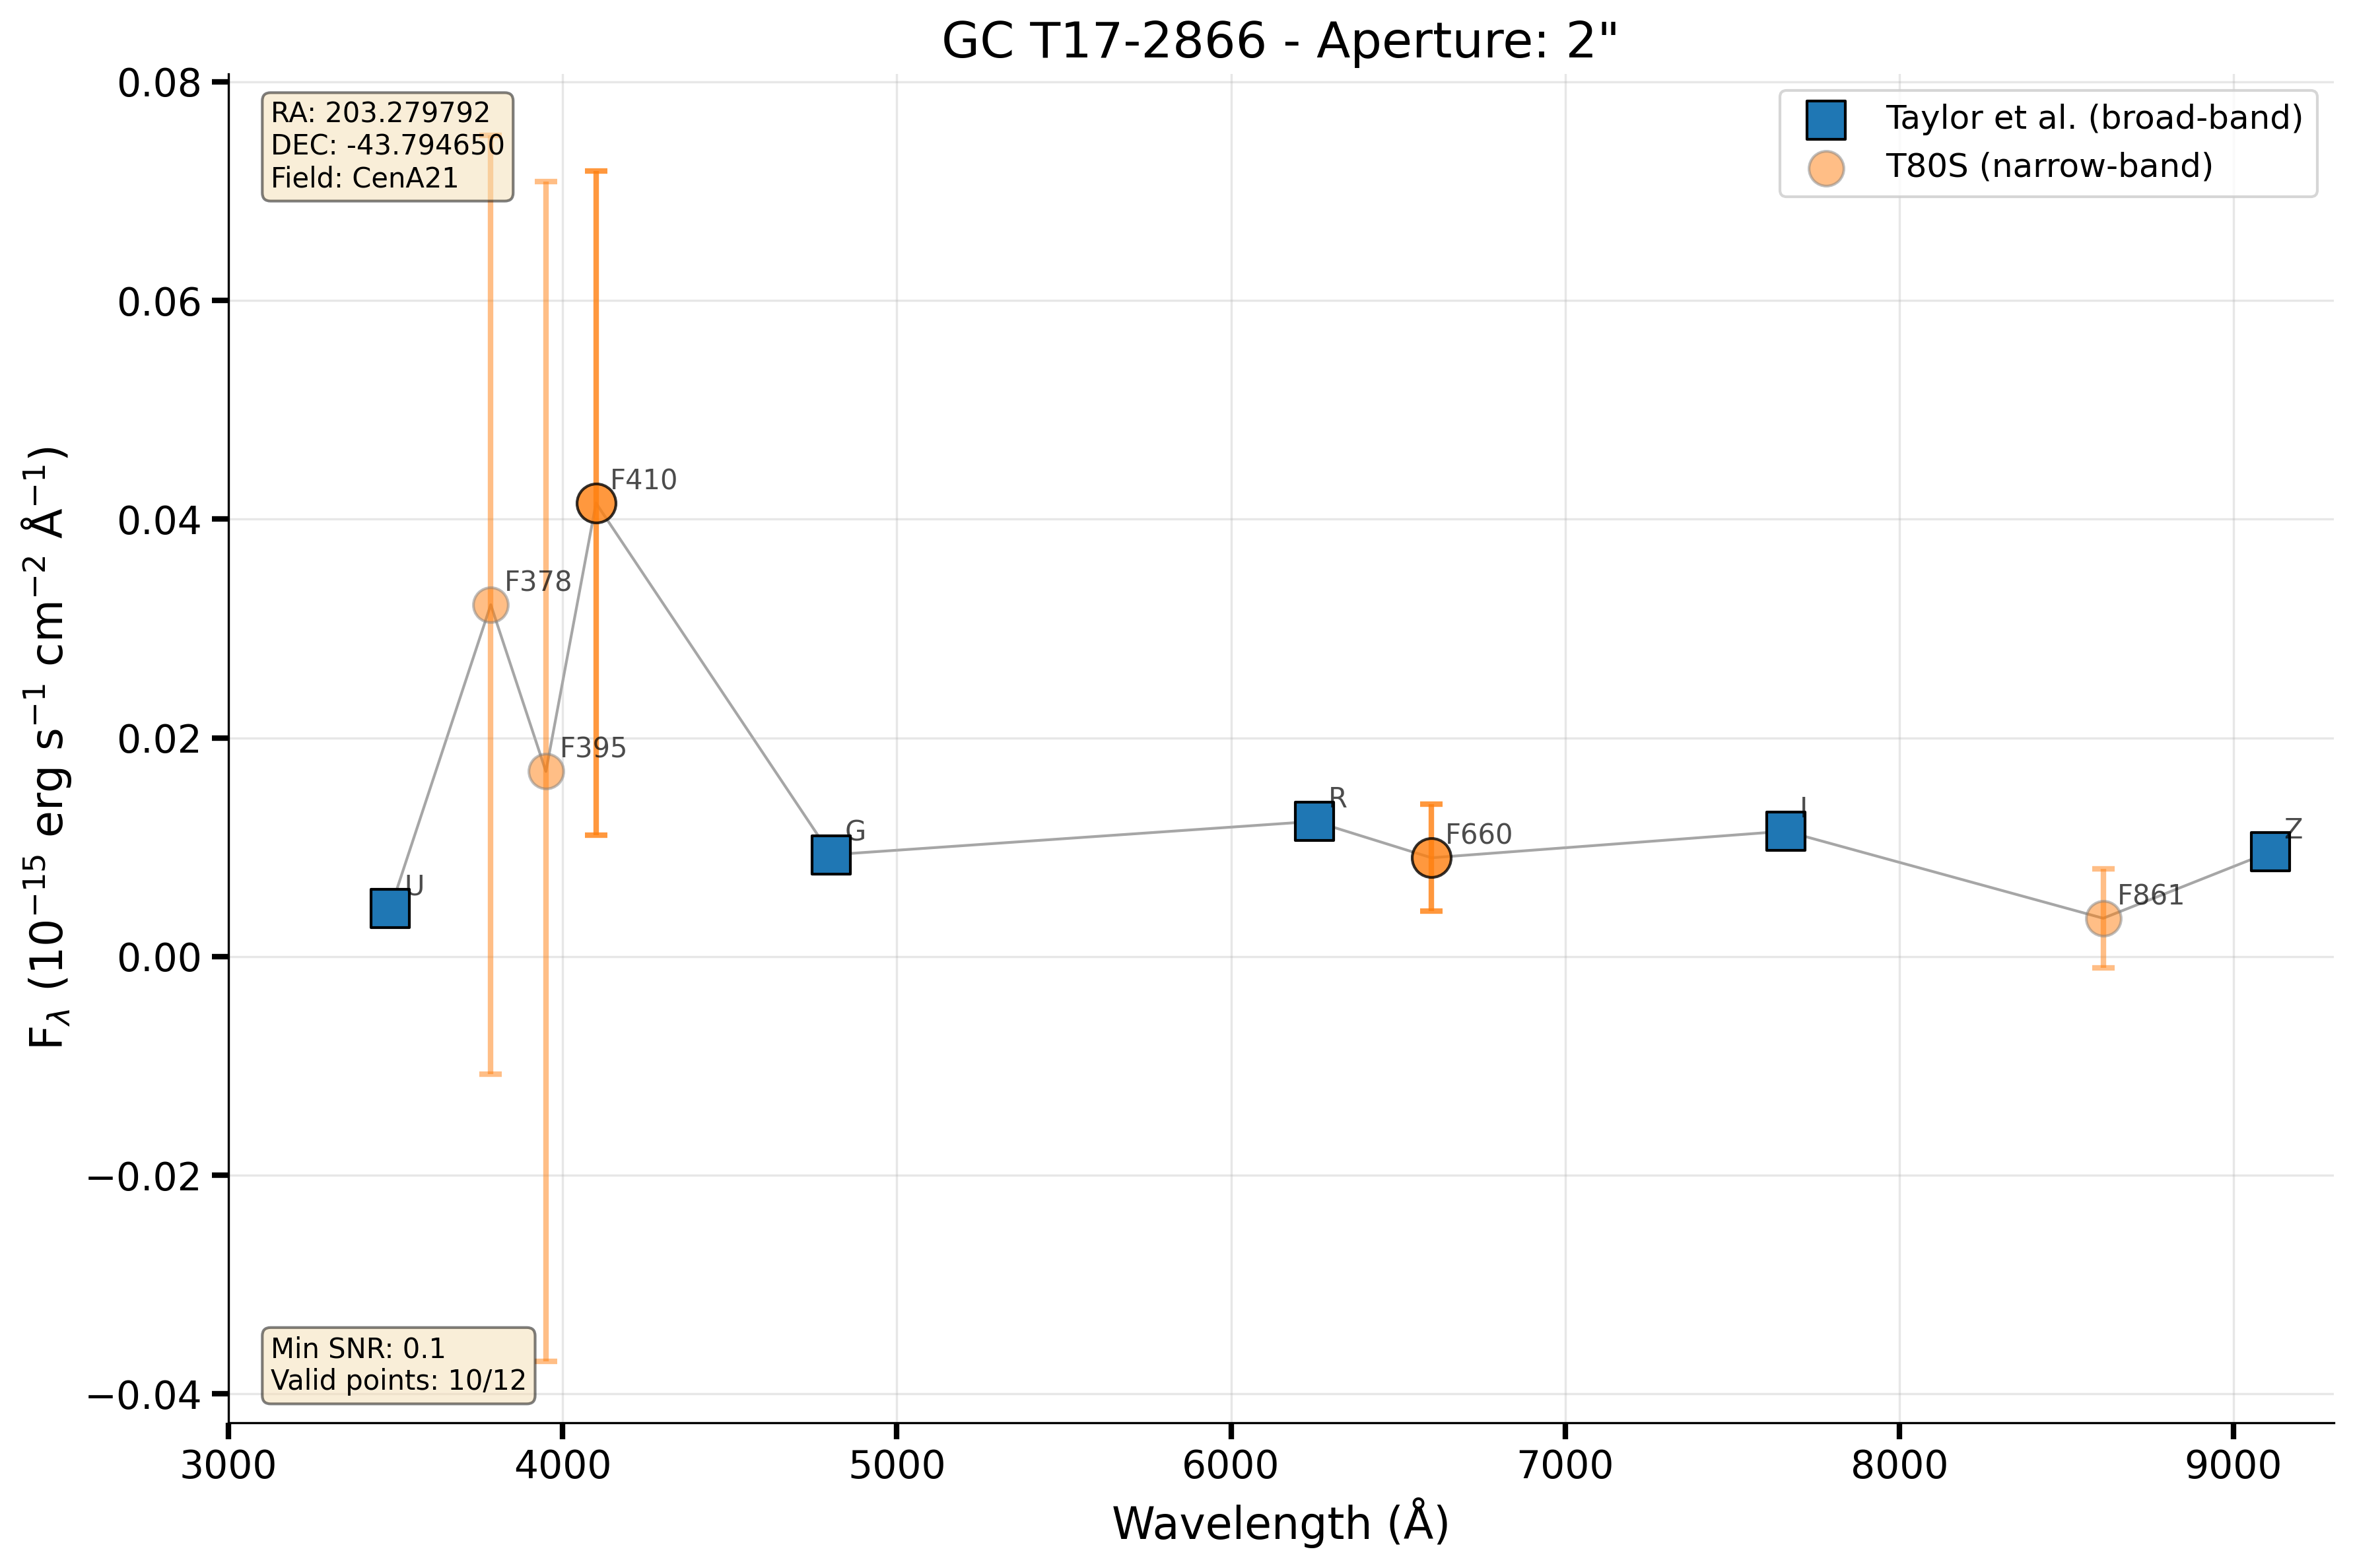 GC T17-2866 - Aperture: 2"
RA: 203.279792
DEC: -43.794650
Field: CenA21
Taylor et al. (broad-band)
T80S (narrow-band)
0.08
0.06
0.04
0.02
0.00
−0.02
−0.04
F_λ (10⁻¹⁵ erg s⁻¹ cm⁻² Å⁻¹)
F410
F378
F395
U
G
R
F660
I
F861
Z
Min SNR: 0.1
Valid points: 10/12
3000 4000 5000 6000 7000 8000 9000
Wavelength (Å)